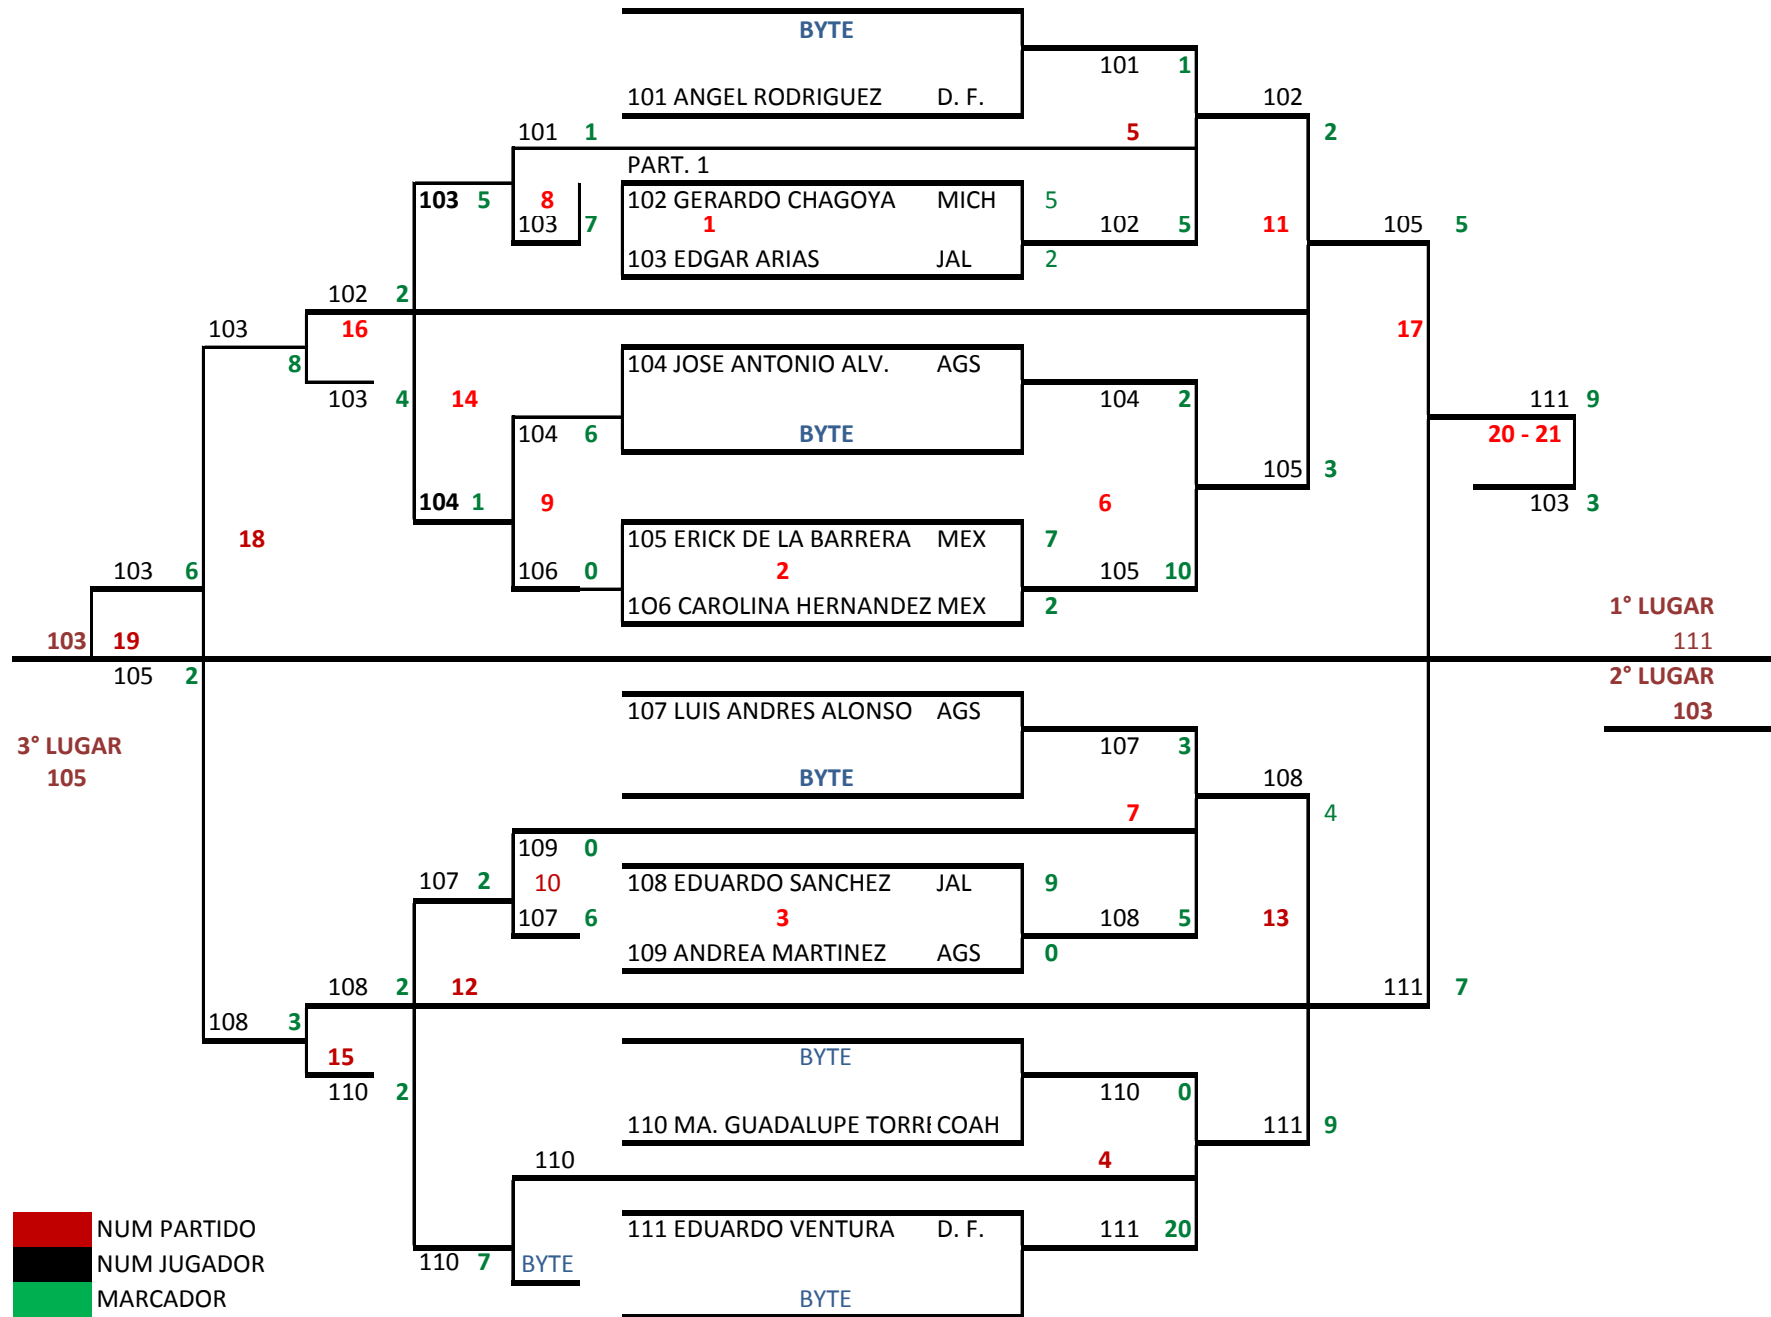 BYTE
101 1
101 ANGEL RODRIGUEZ D. F. 102
101 1 5 2
PART. 1
103 5 8 102 GERARDO CHAGOYA MICH 5
103 7 1 102 5 11 105 5
103 EDGAR ARIAS JAL 2
102 2
103 16 17
8 104 JOSE ANTONIO ALV. AGS
103 4 14 104 2 111 9
104 6 BYTE 20 - 21
105 3
104 1 9 6 103 3
18 105 ERICK DE LA BARRERA MEX 7
103 6 106 0 2 105 10
1O6 CAROLINA HERNANDEZ MEX 2 1° LUGAR
103 19 111
105 2 2° LUGAR
107 LUIS ANDRES ALONSO AGS 103
3° LUGAR 107 3
105 BYTE 108
7 4
109 0
107 2 10 108 EDUARDO SANCHEZ JAL 9
107 6 3 108 5 13
109 ANDREA MARTINEZ AGS 0
108 2 12 111 7
108 3
15 BYTE
110 2 110 0
110 MA. GUADALUPE TORRE COAH 111 9
110 4
NUM PARTIDO 111 EDUARDO VENTURA D. F. 111 20
NUM JUGADOR 110 7 BYTE
MARCADOR BYTE